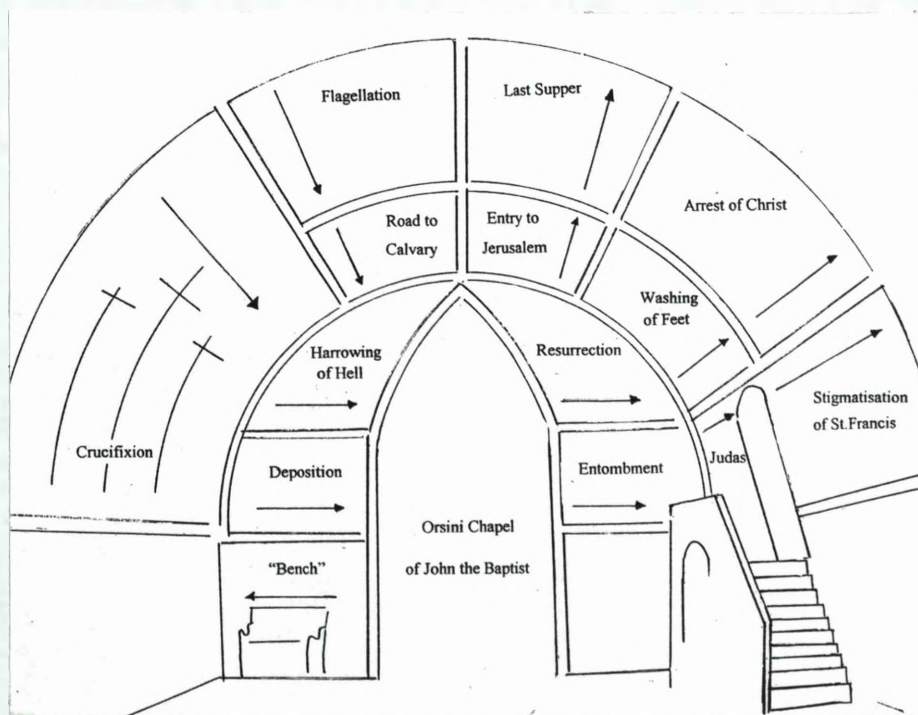 Flagellation
Last Supper
Road to
Calvary
Entry to
Jerusalem
Arrest of Christ
Washing
of Feet
Harrowing
of Hell
Resurrection
Stigmatisation
of St.Francis
Crucifixion
Deposition
Entombment
Judas
Orsini Chapel
of John the Baptist
"Bench"